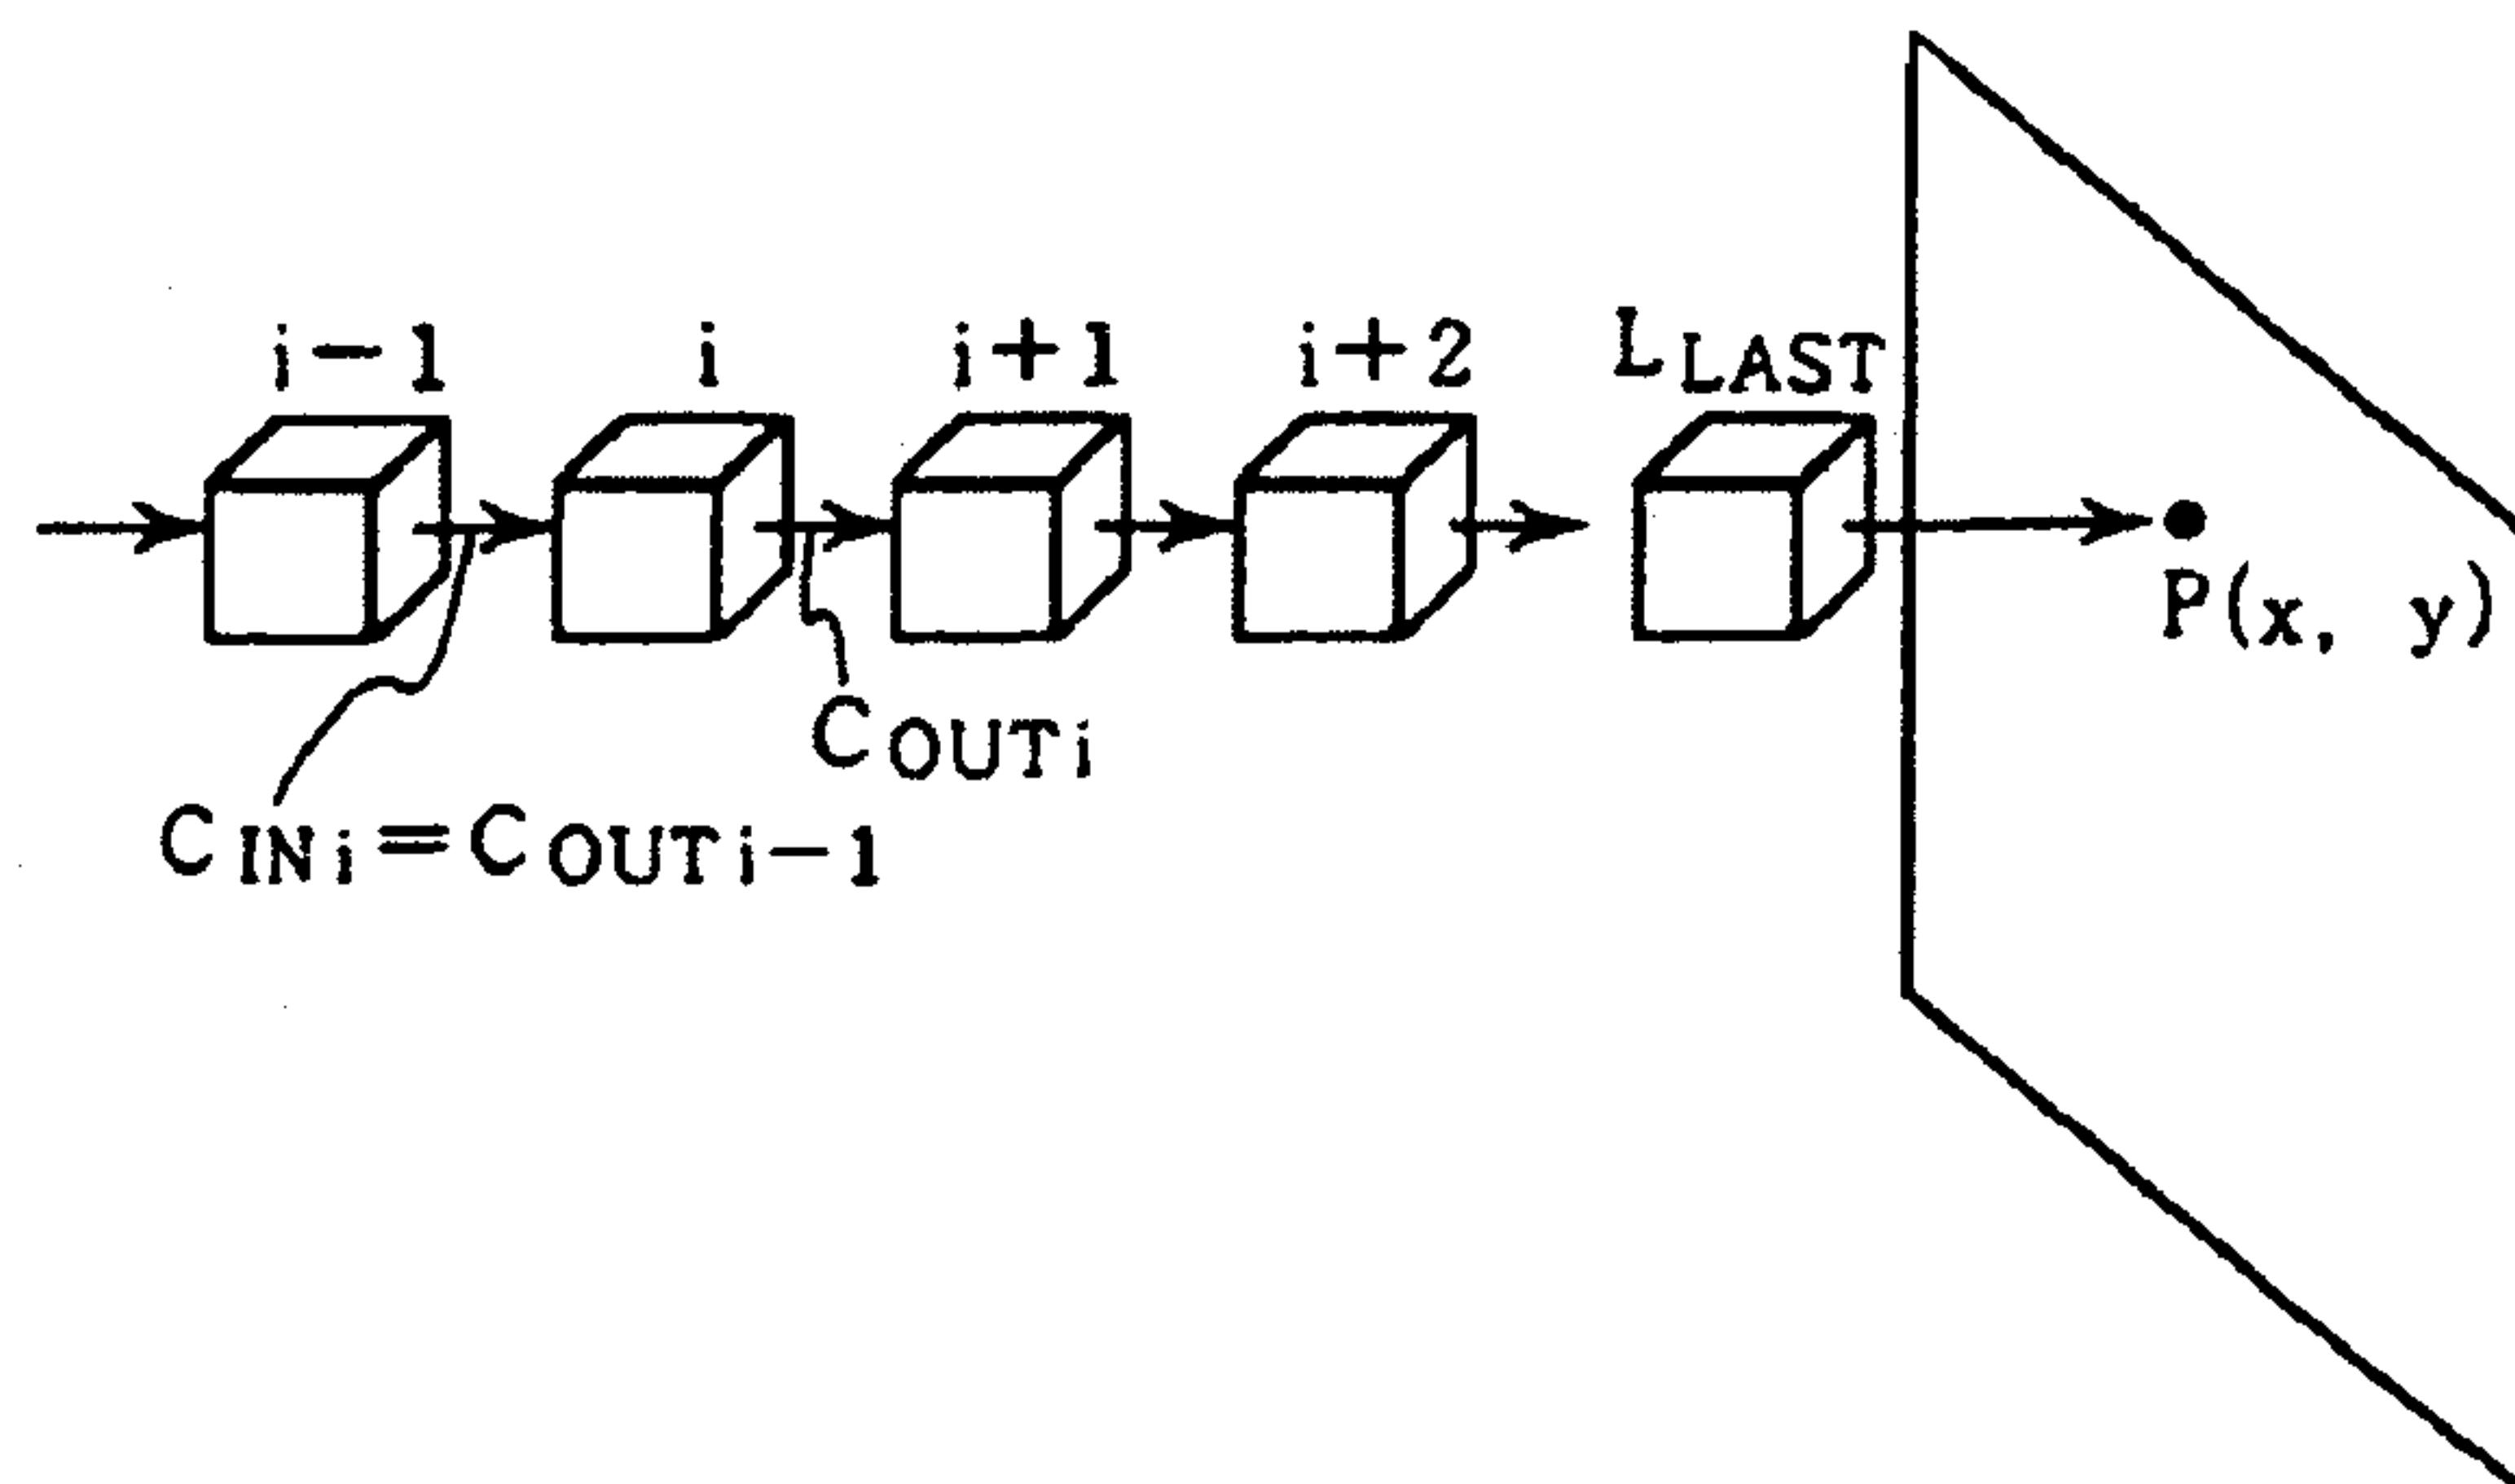 i-1 i i+1 i+2 LLAST
P(x, y)
COUTi
CINi=COUTi-1